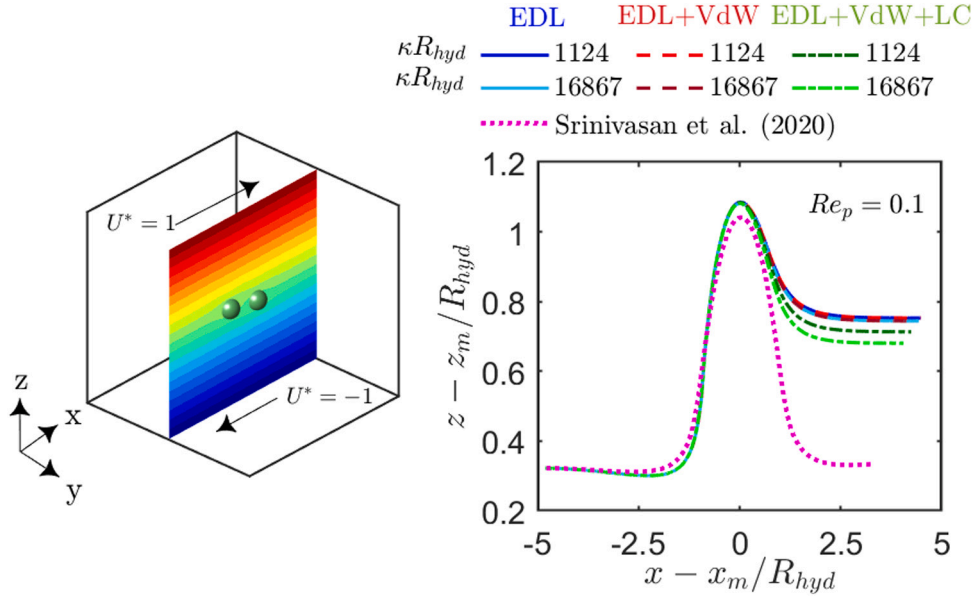 EDL EDL+VdW EDL+VdW+LC
κR_hyd 1124 1124 1124
κR_hyd 16867 16867 16867
Srinivasan et al. (2020)
U* = 1
U* = −1
z
x
y
Re_p = 0.1
1.2
1
0.8
0.6
0.4
0.2
z − z_m/R_hyd
-5 -2.5 0 2.5 5
x − x_m/R_hyd